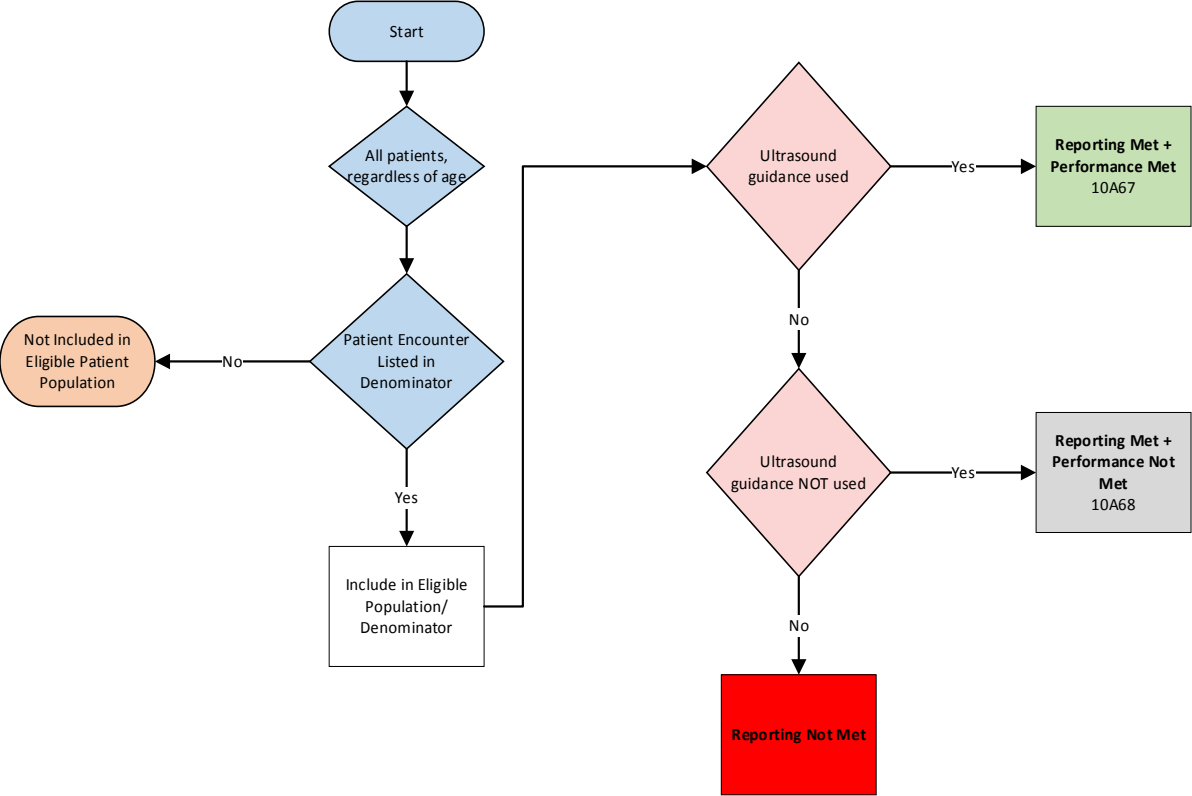 Start
All patients,
regardless of age
Patient Encounter
Listed in
Denominator
No
Not Included in
Eligible Patient
Population
Yes
Include in Eligible
Population/
Denominator
Ultrasound
guidance used
Yes
Reporting Met +
Performance Met
10A67
No
Ultrasound
guidance NOT used
Yes
Reporting Met +
Performance Not
Met
10A68
No
Reporting Not Met